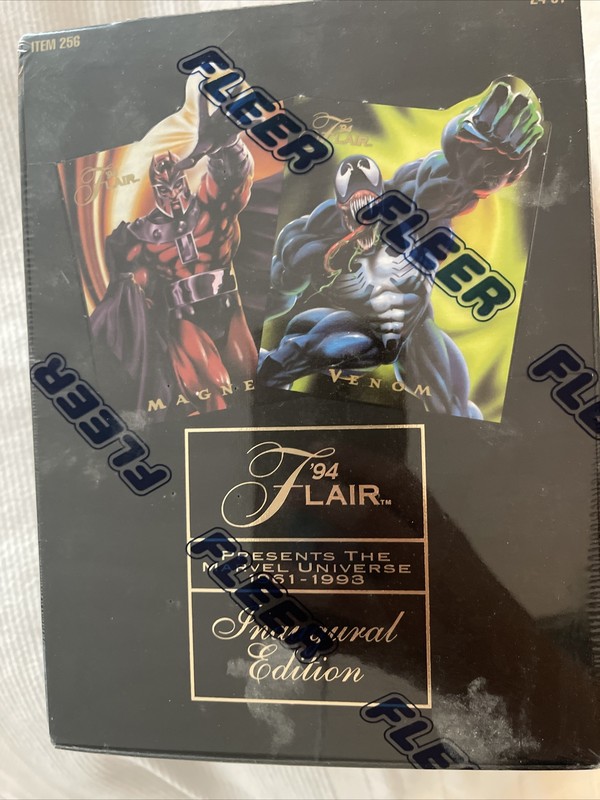 ITEM 256
FLEER
'94
FLAIR
FLAIR
FLEER
MAGNE
VENOM
FLEER
FLEER
'94
FLAIR™
PRESENTS THE
MARVEL UNIVERSE
1961-1993
FLEER
Inaugural
Edition
FLEER